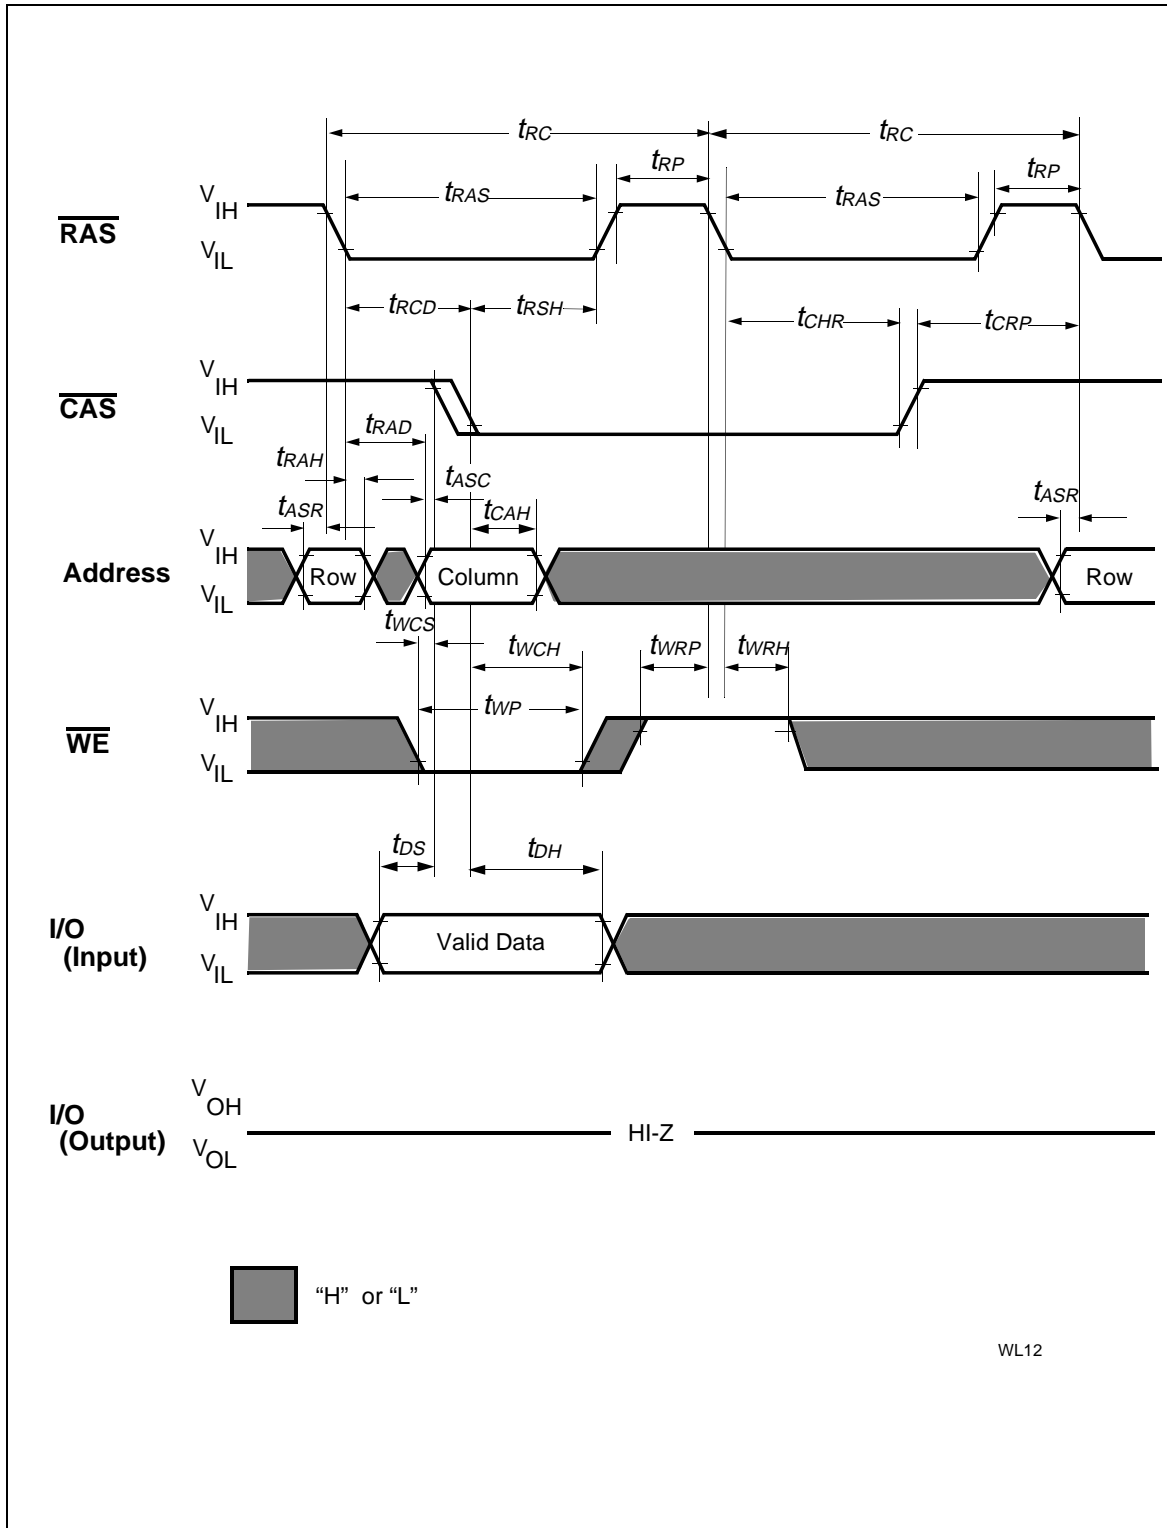 tRC tRC
tRP tRP
tRAS tRAS
VIH
RAS
VIL
tRCD tRSH
tCHR tCRP
VIH
CAS
VIL
tRAD
tRAH
tASC
tASR tCAH tASR
VIH
Address Row Column Row
VIL
tWCS
tWCH tWRP tWRH
tWP
VIH
WE
VIL
tDS tDH
VIH
I/O
(Input) Valid Data
VIL
VOH
I/O
(Output) HI-Z
VOL
“H” or “L”
WL12